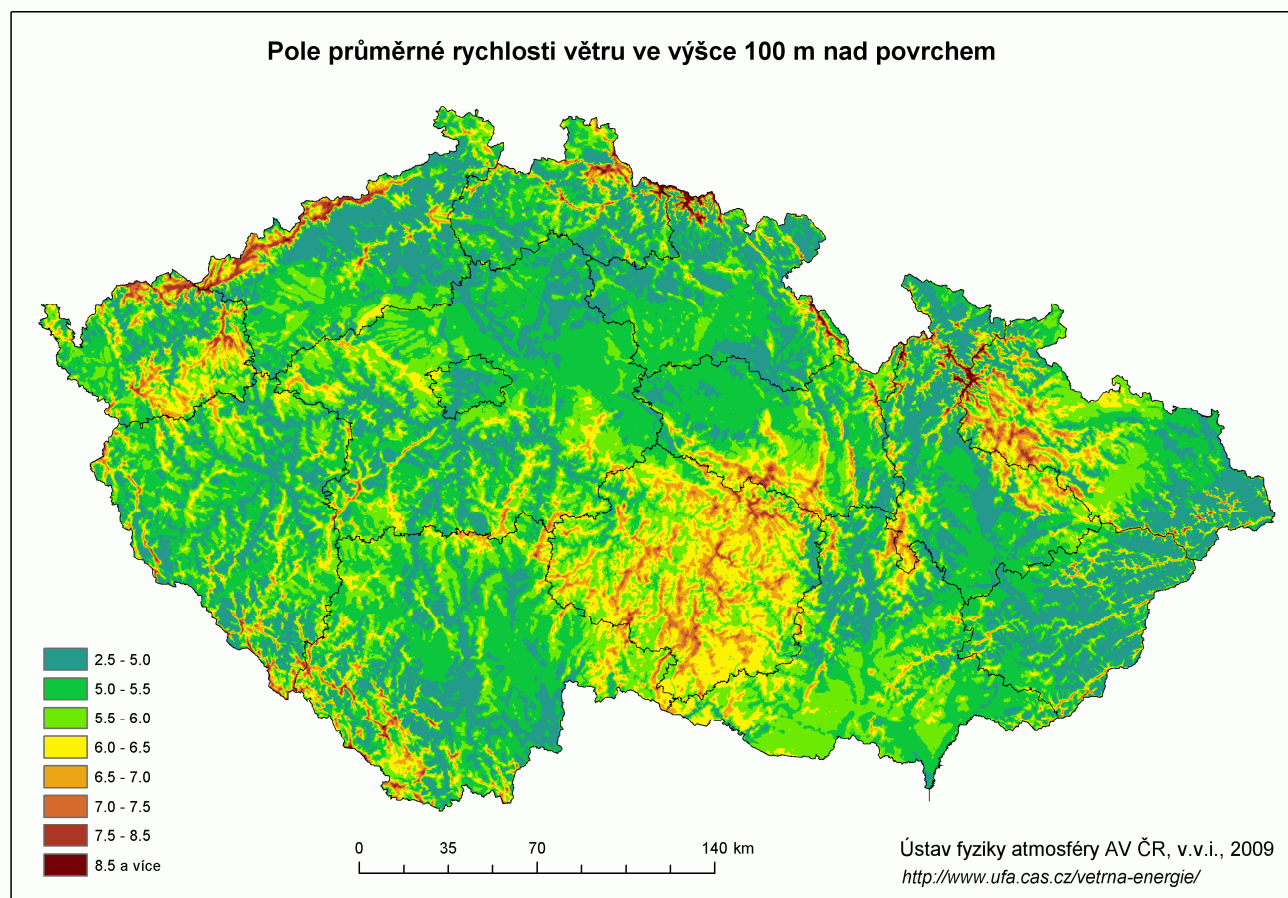 Pole průměrné rychlosti větru ve výšce 100 m nad povrchem
2.5 - 5.0
5.0 - 5.5
5.5 - 6.0
6.0 - 6.5
6.5 - 7.0
7.0 - 7.5
7.5 - 8.5
8.5 a více
0 35 70 140 km
Ústav fyziky atmosféry AV ČR, v.v.i., 2009
http://www.ufa.cas.cz/vetrna-energie/